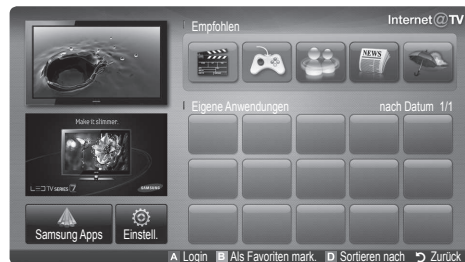 Internet@TV
Empfohlen
NEWS
Eigene Anwendungen nach Datum 1/1
Make it slimmer.
LED TV SERIES 7 SAMSUNG
Samsung Apps Einstell.
A Login B Als Favoriten mark. D Sortieren nach Zurück